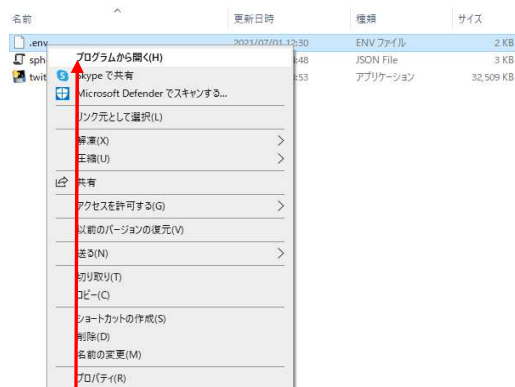 名前 更新日時 種類 サイズ
.env 2021/07/01 12:30 ENV ファイル 2 KB
sph :48 JSON File 3 KB
twit :53 アプリケーション 32,509 KB
プログラムから開く(H)
Skype で共有
Microsoft Defender でスキャンする...
リンク元として選択(L)
解凍(X)
圧縮(U)
共有
アクセスを許可する(G)
以前のバージョンの復元(V)
送る(N)
切り取り(T)
コピー(C)
ショートカットの作成(S)
削除(D)
名前の変更(M)
プロパティ(R)